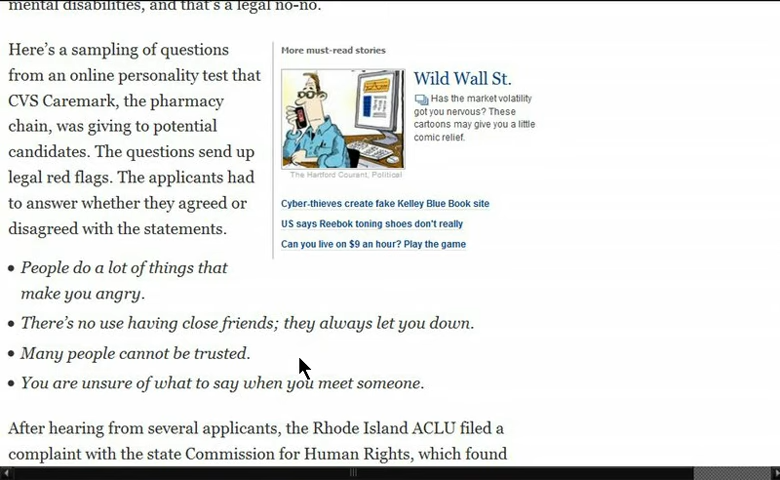 mental disabilities, and that's a legal no-no.
Here's a sampling of questions
from an online personality test that
CVS Caremark, the pharmacy
chain, was giving to potential
candidates. The questions send up
legal red flags. The applicants had
to answer whether they agreed or
disagreed with the statements.
More must-read stories
Wild Wall St.
Has the market volatility
got you nervous? These
cartoons may give you a little
comic relief.
The Hartford Courant, Political
Cyber-thieves create fake Kelley Blue Book site
US says Reebok toning shoes don't really
Can you live on $9 an hour? Play the game
• People do a lot of things that
make you angry.
• There's no use having close friends; they always let you down.
• Many people cannot be trusted.
• You are unsure of what to say when you meet someone.
After hearing from several applicants, the Rhode Island ACLU filed a
complaint with the state Commission for Human Rights, which found